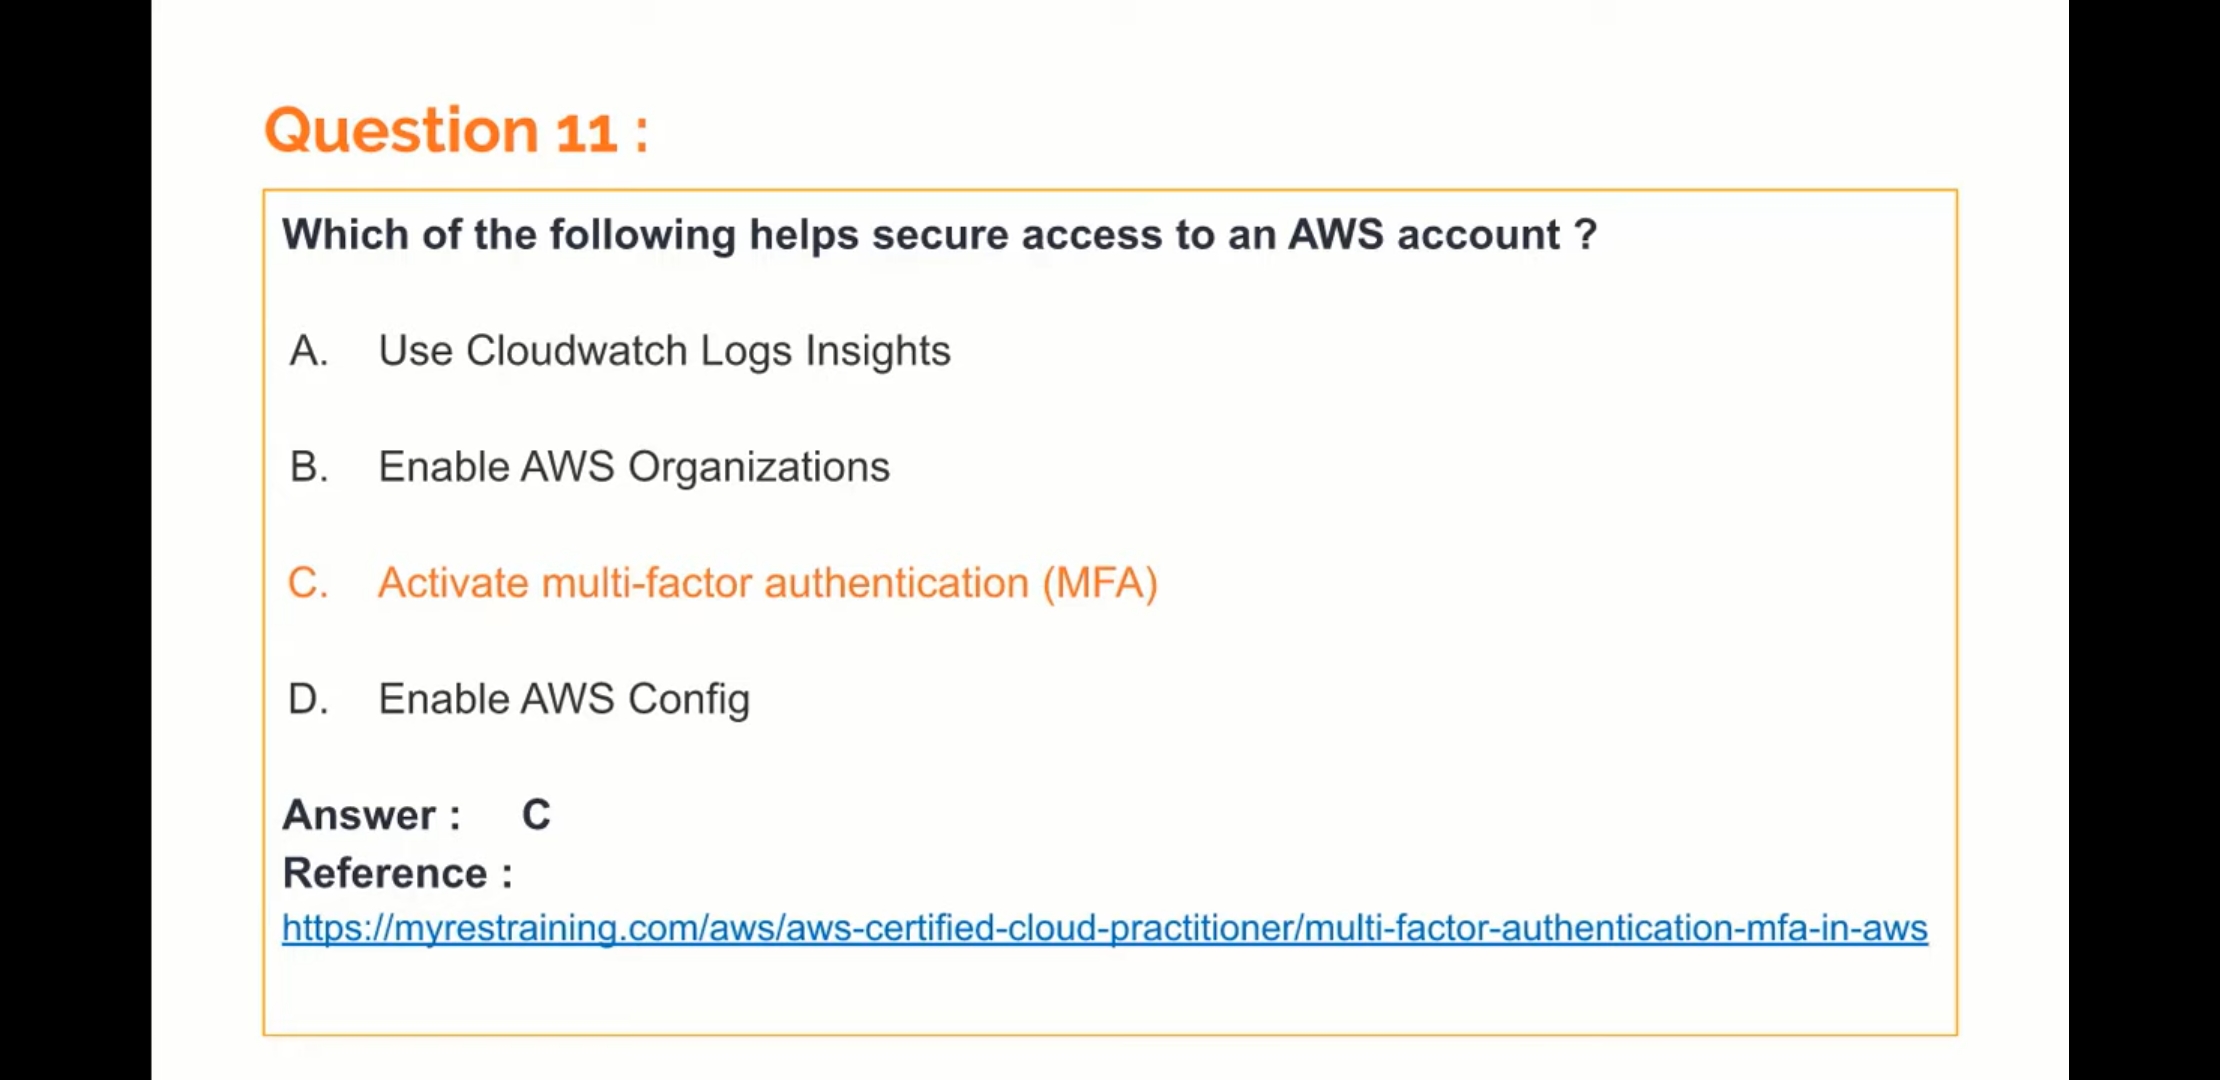 Question 11 :
Which of the following helps secure access to an AWS account ?
A. Use Cloudwatch Logs Insights
B. Enable AWS Organizations
C. Activate multi-factor authentication (MFA)
D. Enable AWS Config
Answer : C
Reference :
https://myrestraining.com/aws/aws-certified-cloud-practitioner/multi-factor-authentication-mfa-in-aws